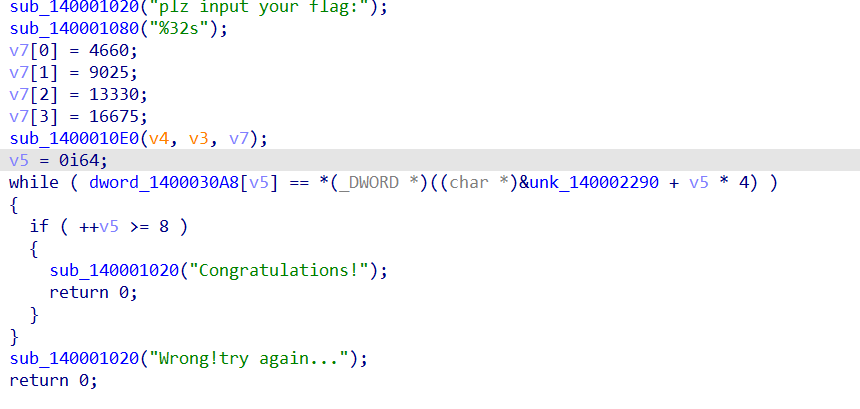 sub_140001020("plz input your flag:");
sub_140001080("%32s");
v7[0] = 4660;
v7[1] = 9025;
v7[2] = 13330;
v7[3] = 16675;
sub_1400010E0(v4, v3, v7);
v5 = 0i64;
while ( dword_1400030A8[v5] == *(_DWORD *)((char *)&unk_140002290 + v5 * 4) )
{
if ( ++v5 >= 8 )
{
sub_140001020("Congratulations!");
return 0;
}
}
sub_140001020("Wrong!try again...");
return 0;